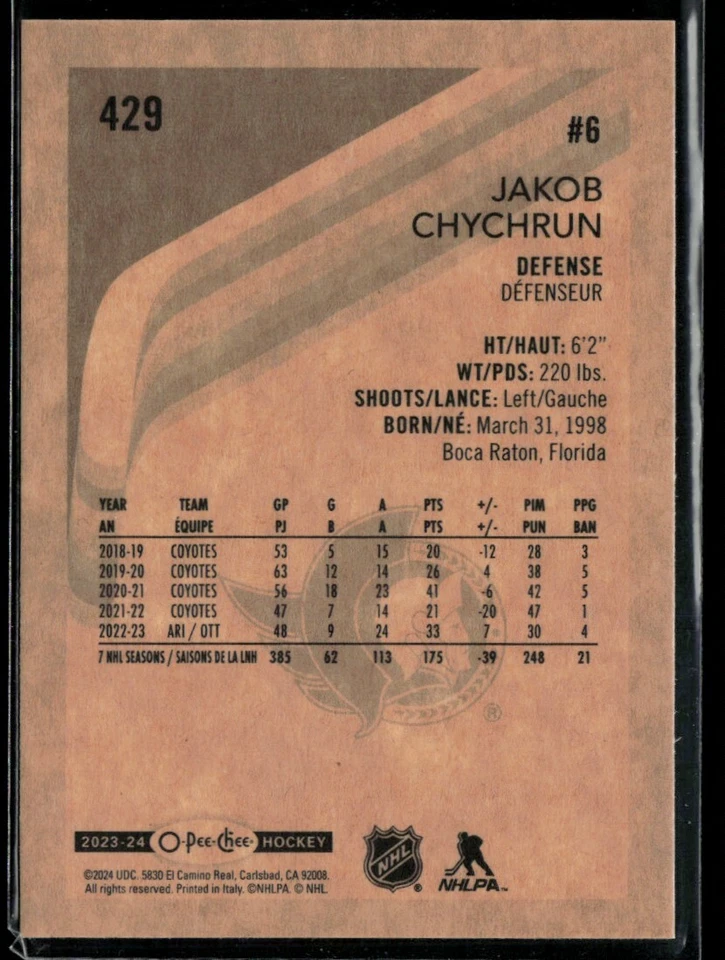 429
#6
JAKOB
CHYCHRUN
DEFENSE
DÉFENSEUR
HT/HAUT: 6'2"
WT/PDS: 220 lbs.
SHOOTS/LANCE: Left/Gauche
BORN/NÉ: March 31, 1998
Boca Raton, Florida
YEAR TEAM GP G A PTS +/- PIM PPG
AN ÉQUIPE PJ B A PTS +/- PUN BAN
2018-19 COYOTES 53 5 15 20 -12 28 3
2019-20 COYOTES 63 12 14 26 4 38 5
2020-21 COYOTES 56 18 23 41 -6 42 5
2021-22 COYOTES 47 7 14 21 -20 47 1
2022-23 ARI / OTT 48 9 24 33 7 30 4
7 NHL SEASONS / SAISONS DE LA LNH 385 62 113 175 -39 248 21
®
2023-24 O-Pee-Chee HOCKEY
©2024 UDC. 5830 El Camino Real, Carlsbad, CA 92008.
All rights reserved. Printed in Italy. ©NHLPA. © NHL.
NHL ®
NHLPA™